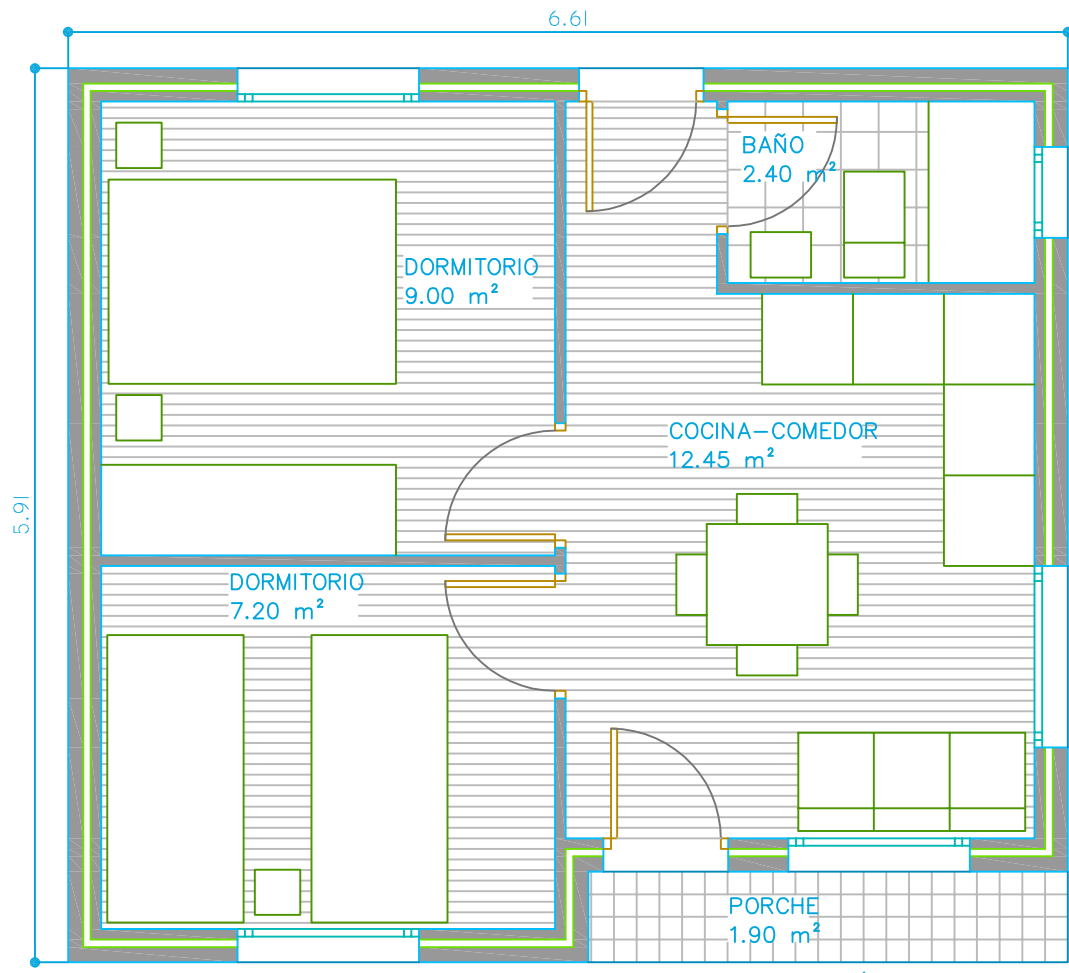 6.61
BAÑO
2.40 m²
DORMITORIO
9.00 m²
COCINA-COMEDOR
12.45 m²
5.91
DORMITORIO
7.20 m²
PORCHE
1.90 m²